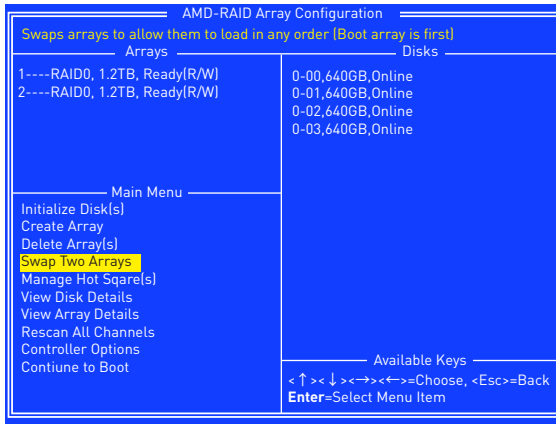 AMD-RAID Array Configuration
Swaps arrays to allow them to load in any order (Boot array is first)
Arrays
1----RAID0, 1.2TB, Ready(R/W)
2----RAID0, 1.2TB, Ready(R/W)
Disks
0-00,640GB,Online
0-01,640GB,Online
0-02,640GB,Online
0-03,640GB,Online
Main Menu
Initialize Disk(s)
Create Array
Delete Array(s)
Swap Two Arrays
Manage Hot Sqare(s)
View Disk Details
View Array Details
Rescan All Channels
Controller Options
Contiune to Boot
Available Keys
<↑><↓><→><←>=Choose, <Esc>=Back
Enter=Select Menu Item